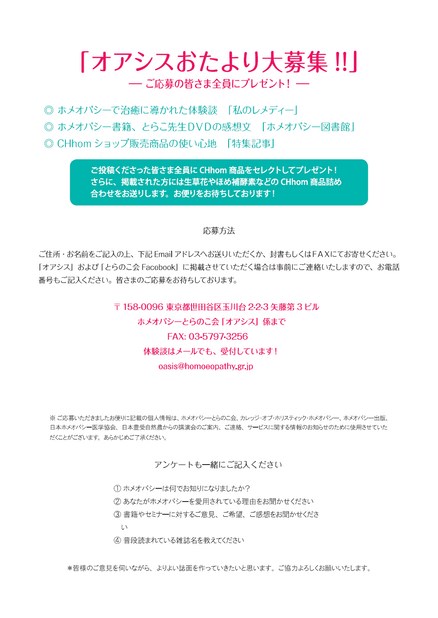 「オアシスおたより大募集!!」
― ご応募の皆さま全員にプレゼント! ―
◎ ホメオパシーで治癒に導かれた体験談 「私のレメディー」
◎ ホメオパシー書籍、とらこ先生DVDの感想文 「ホメオパシー図書館」
◎ CHhom ショップ販売商品の使い心地 「特集記事」
ご投稿くださった皆さま全員に CHhom 商品をセレクトしてプレゼント!
さらに、掲載された方には生草花やほめ補酵素などの CHhom 商品詰め
合わせをお送りします。お便りをお待ちしております!
応募方法
ご住所・お名前をご記入の上、下記 Email アドレスへお送りいただくか、封書もしくはFAXにてお寄せください。
『オアシス』および『とらのこ会 Facebook』に掲載させていただく場合は事前にご連絡いたしますので、お電話
番号もご記入ください。皆さまのご応募をお待ちしております。
〒158-0096 東京都世田谷区玉川台 2-2-3 矢藤第3ビル
ホメオパシーとらのこ会『オアシス』係まで
FAX: 03-5797-3256
体験談はメールでも、受付しています!
oasis@homoeopathy.gr.jp
※ ご応募いただきましたお便りに記載の個人情報は、ホメオパシーとらのこ会、カレッジ・オブ・ホリスティック・ホメオパシー、ホメオパシー出版、
日本ホメオパシー医学協会、日本豊受自然農からの講演会のご案内、ご連絡、サービスに関する情報のお知らせのために使用させていた
だくことがございます。あらかじめご了承ください。
アンケートも一緒にご記入ください
① ホメオパシーは何でお知りになりましたか?
② あなたがホメオパシーを愛用されている理由をお聞かせください
③ 書籍やセミナーに対するご意見、ご希望、ご感想をお聞かせくださ
い
④ 普段読まれている雑誌名を教えてください
＊皆様のご意見を伺いながら、よりよい誌面を作っていきたいと思います。ご協力よろしくお願いいたします。